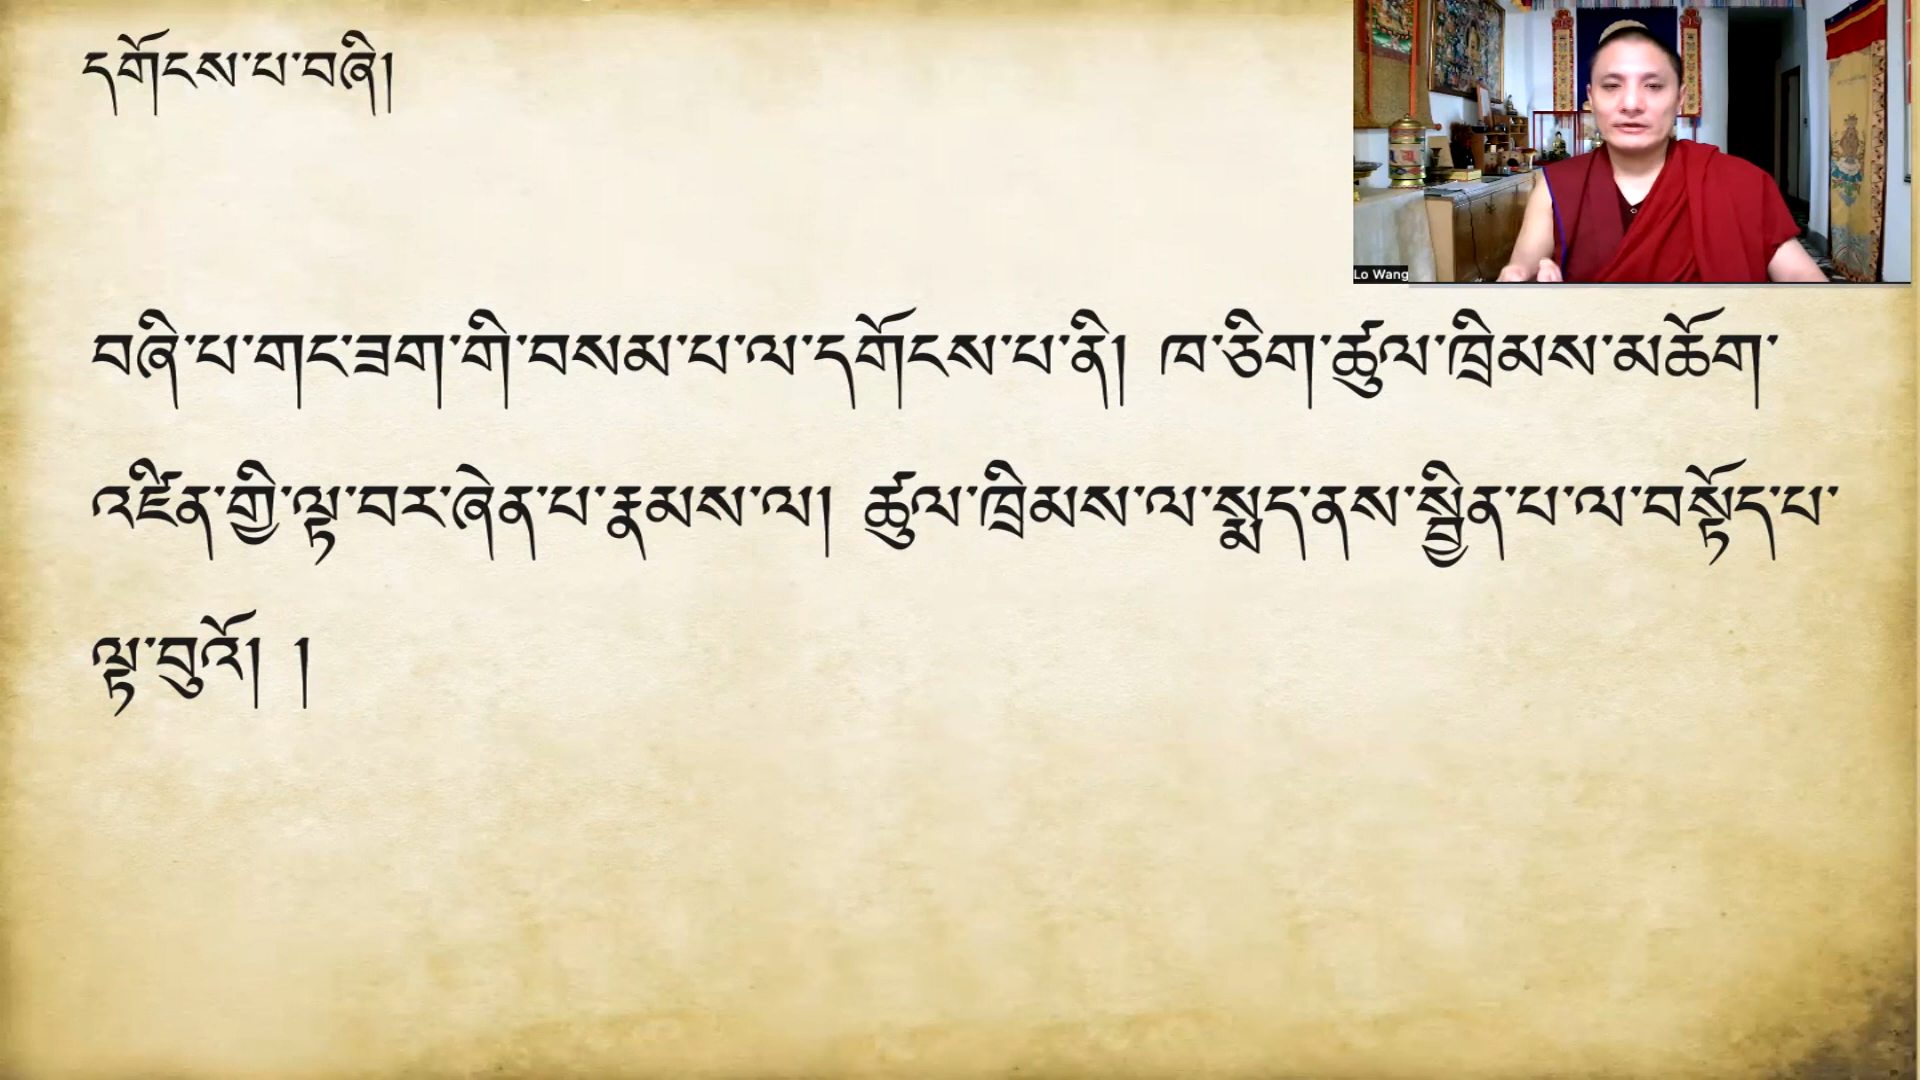 དགོངས་པ་བཞི།
Lo Wang
བཞི་པ་གང་ཟག་གི་བསམ་པ་ལ་དགོངས་པ་ནི། ཁ་ཅིག་ཚུལ་ཁྲིམས་མཆོག་
འཛིན་གྱི་ལྟ་བར་ཞེན་པ་རྣམས་ལ། ཚུལ་ཁྲིམས་ལ་སྨད་ནས་སྦྱིན་པ་ལ་བསྟོད་པ་
ལྟ་བུའོ། །